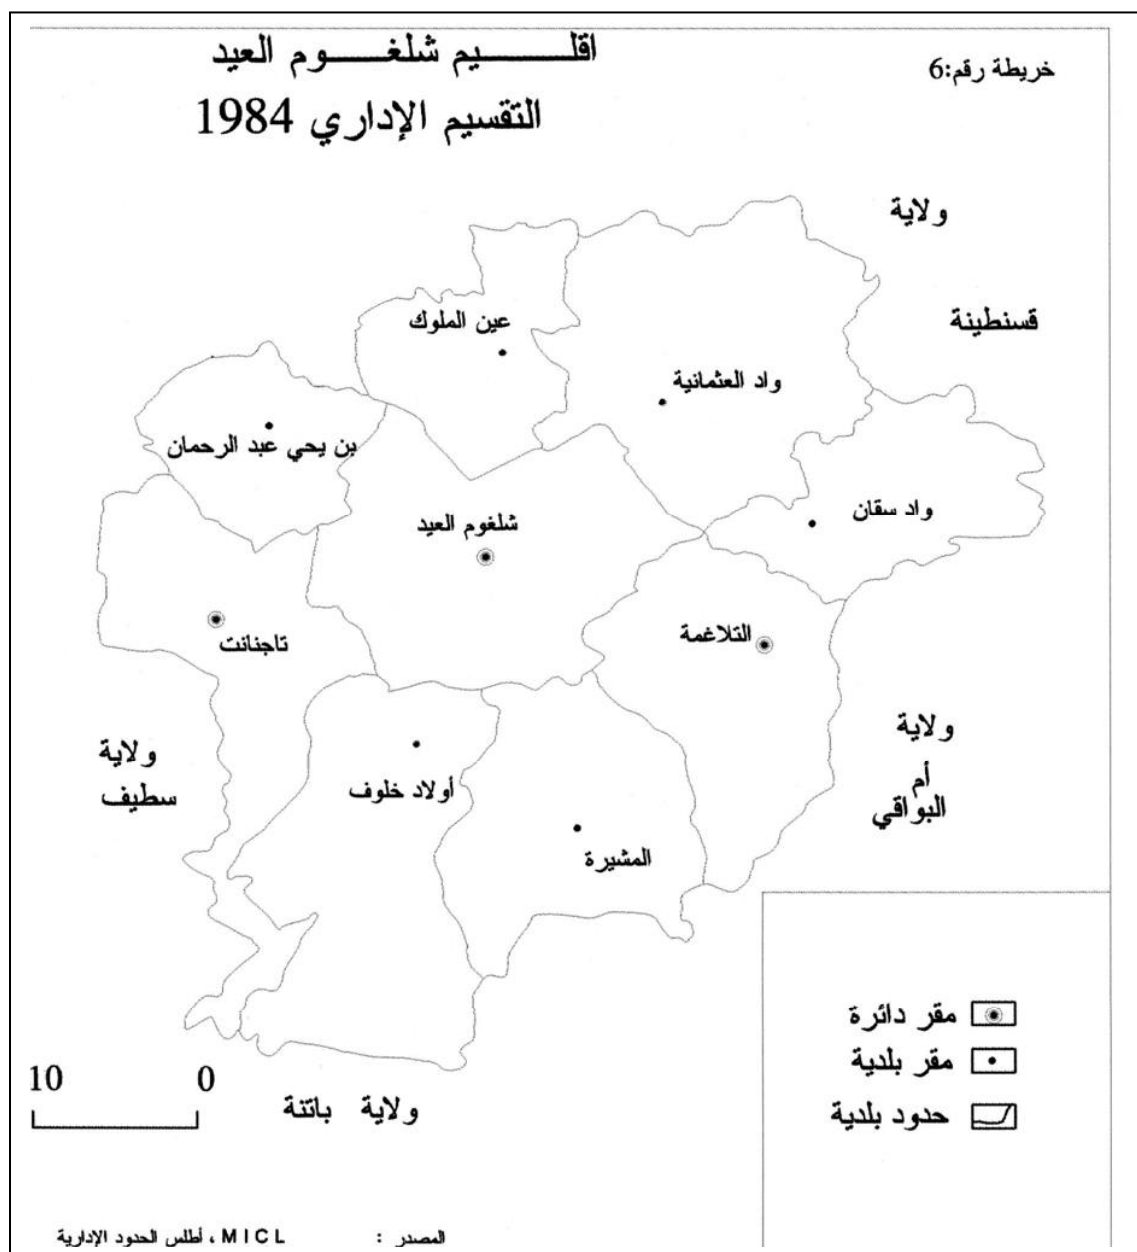 خريطة رقم:6
اقلـــــــيم شلغـــــــوم العيد
التقسيم الإداري 1984
ولاية
قسنطينة
عين الملوك
واد العثمانية
بن يحي عبد الرحمان
واد سقان
شلغوم العيد
التلاغمة
تاجنانت
ولاية
أم
البواقي
ولاية
سطيف
أولاد خلوف
المشيرة
مقر دائرة
مقر بلدية
حدود بلدية
10 0
ولاية باتنة
المصدر : MICL ، أطلس الحدود الإدارية